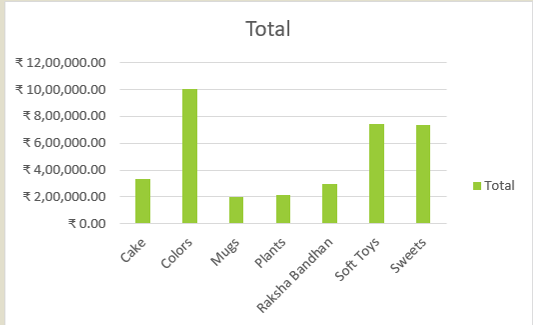 Total
₹ 12,00,000.00
₹ 10,00,000.00
₹ 8,00,000.00
₹ 6,00,000.00
₹ 4,00,000.00
₹ 2,00,000.00
₹ 0.00
Cake
Colors
Mugs
Plants
Raksha Bandhan
Soft Toys
Sweets
Total